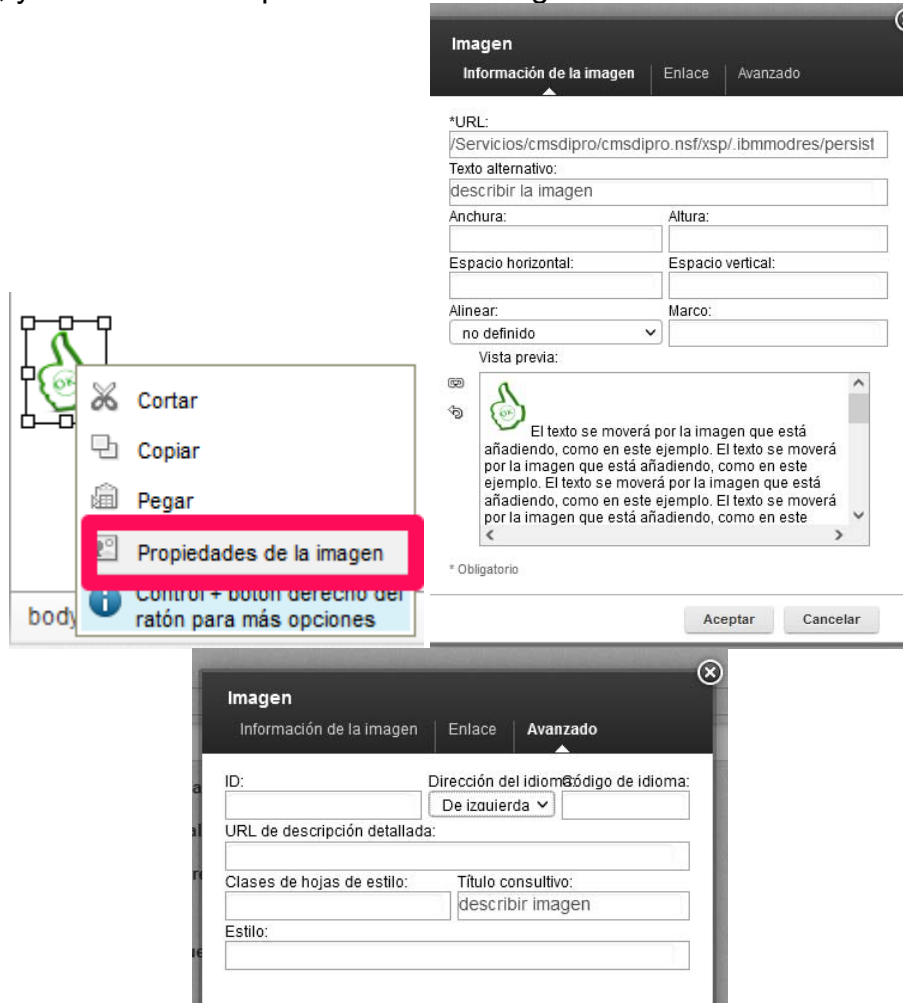 Imagen
Información de la imagen Enlace Avanzado
*URL:
/Servicios/cmsdipro/cmsdipro.nsf/xsp/.ibmmodres/persist
Texto alternativo:
describir la imagen
Anchura: Altura:
Espacio horizontal: Espacio vertical:
Alinear: Marco:
no definido
Vista previa:
OK
El texto se moverá por la imagen que está
añadiendo, como en este ejemplo. El texto se moverá
por la imagen que está añadiendo, como en este
ejemplo. El texto se moverá por la imagen que está
añadiendo, como en este ejemplo. El texto se moverá
por la imagen que está añadiendo, como en este
* Obligatorio
Aceptar Cancelar
OK
Cortar
Copiar
Pegar
Propiedades de la imagen
Control + botón derecho del
ratón para más opciones
body
Imagen
Información de la imagen Enlace Avanzado
ID: Dirección del idioma: Código de idioma:
De izquierda
URL de descripción detallada:
Clases de hojas de estilo: Título consultivo:
describir imagen
Estilo: